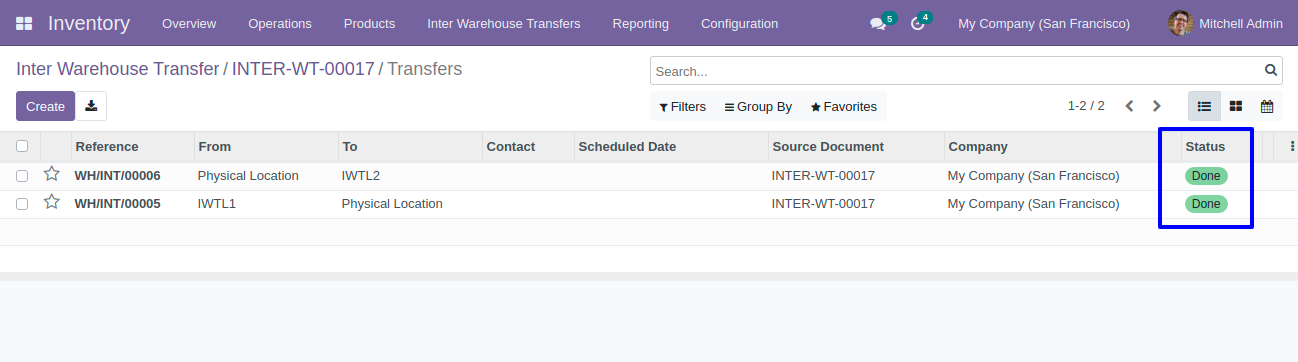 Inventory Overview Operations Products Inter Warehouse Transfers Reporting Configuration 5 4 My Company (San Francisco) Mitchell Admin
Inter Warehouse Transfer / INTER-WT-00017 / Transfers
Search...
Create
Filters Group By Favorites 1-2 / 2
Reference From To Contact Scheduled Date Source Document Company Status
WH/INT/00006 Physical Location IWTL2 INTER-WT-00017 My Company (San Francisco) Done
WH/INT/00005 IWTL1 Physical Location INTER-WT-00017 My Company (San Francisco) Done